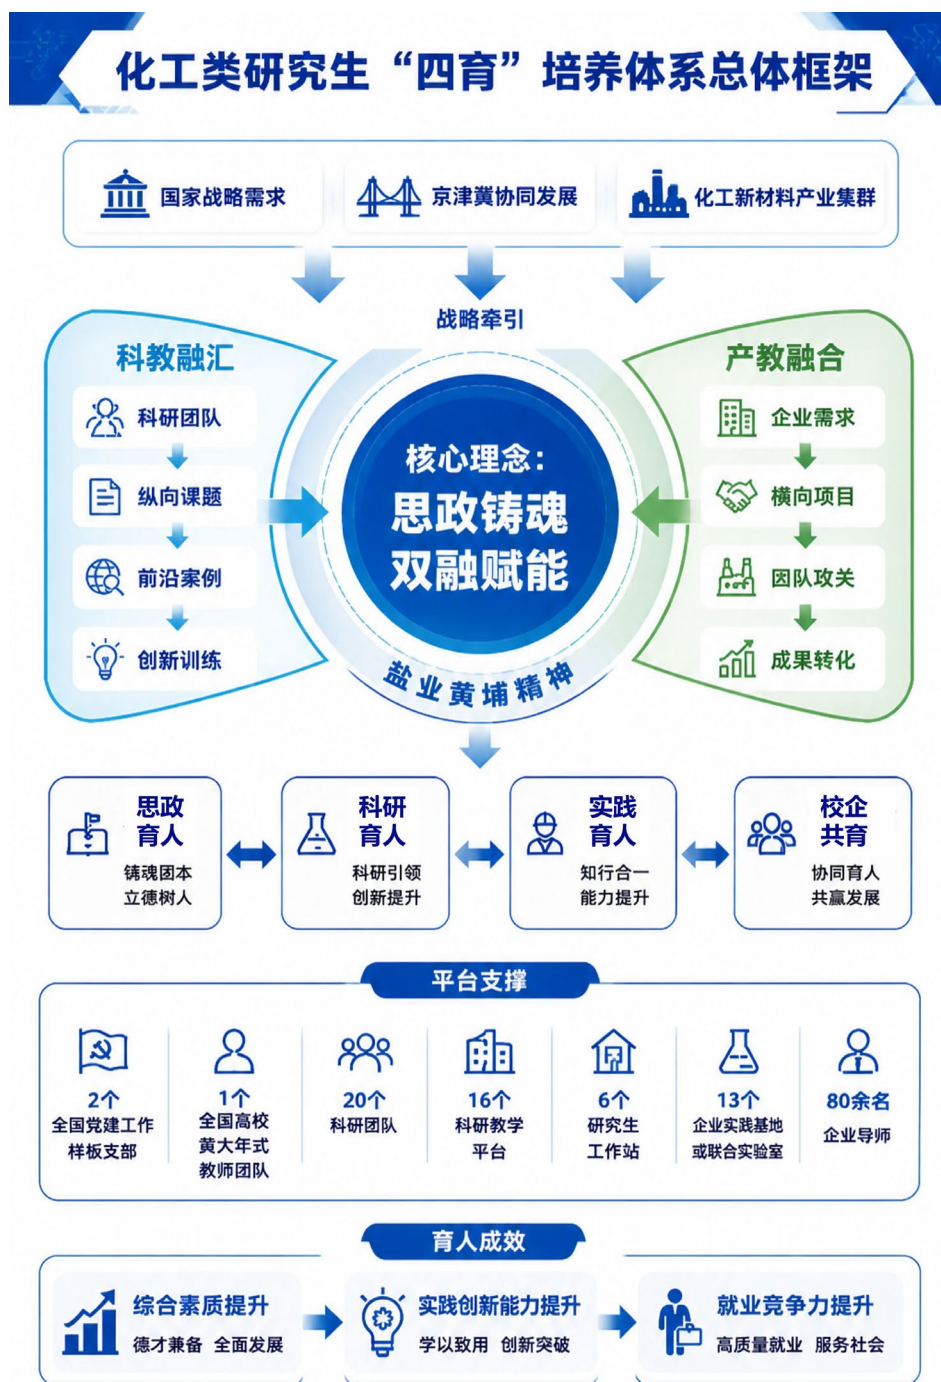 化工类研究生“四育”培养体系总体框架
国家战略需求
京津冀协同发展
化工新材料产业集群
战略牵引
科教融汇
科研团队
纵向课题
前沿案例
创新训练
核心理念：
思政铸魂
双融赋能
盐业黄埔精神
产教融合
企业需求
横向项目
团队攻关
成果转化
思政
育人
铸魂固本
立德树人
科研
育人
科研引领
创新提升
实践
育人
知行合一
能力提升
校企
共育
协同育人
共赢发展
平台支撑
2个
全国党建工作
样板支部
1个
全国高校
黄大年式
教师团队
20个
科研团队
16个
科研教学
平台
6个
研究生
工作站
13个
企业实践基地
或联合实验室
80余名
企业导师
育人成效
综合素质提升
德才兼备 全面发展
实践创新能力提升
学以致用 创新突破
就业竞争力提升
高质量就业 服务社会